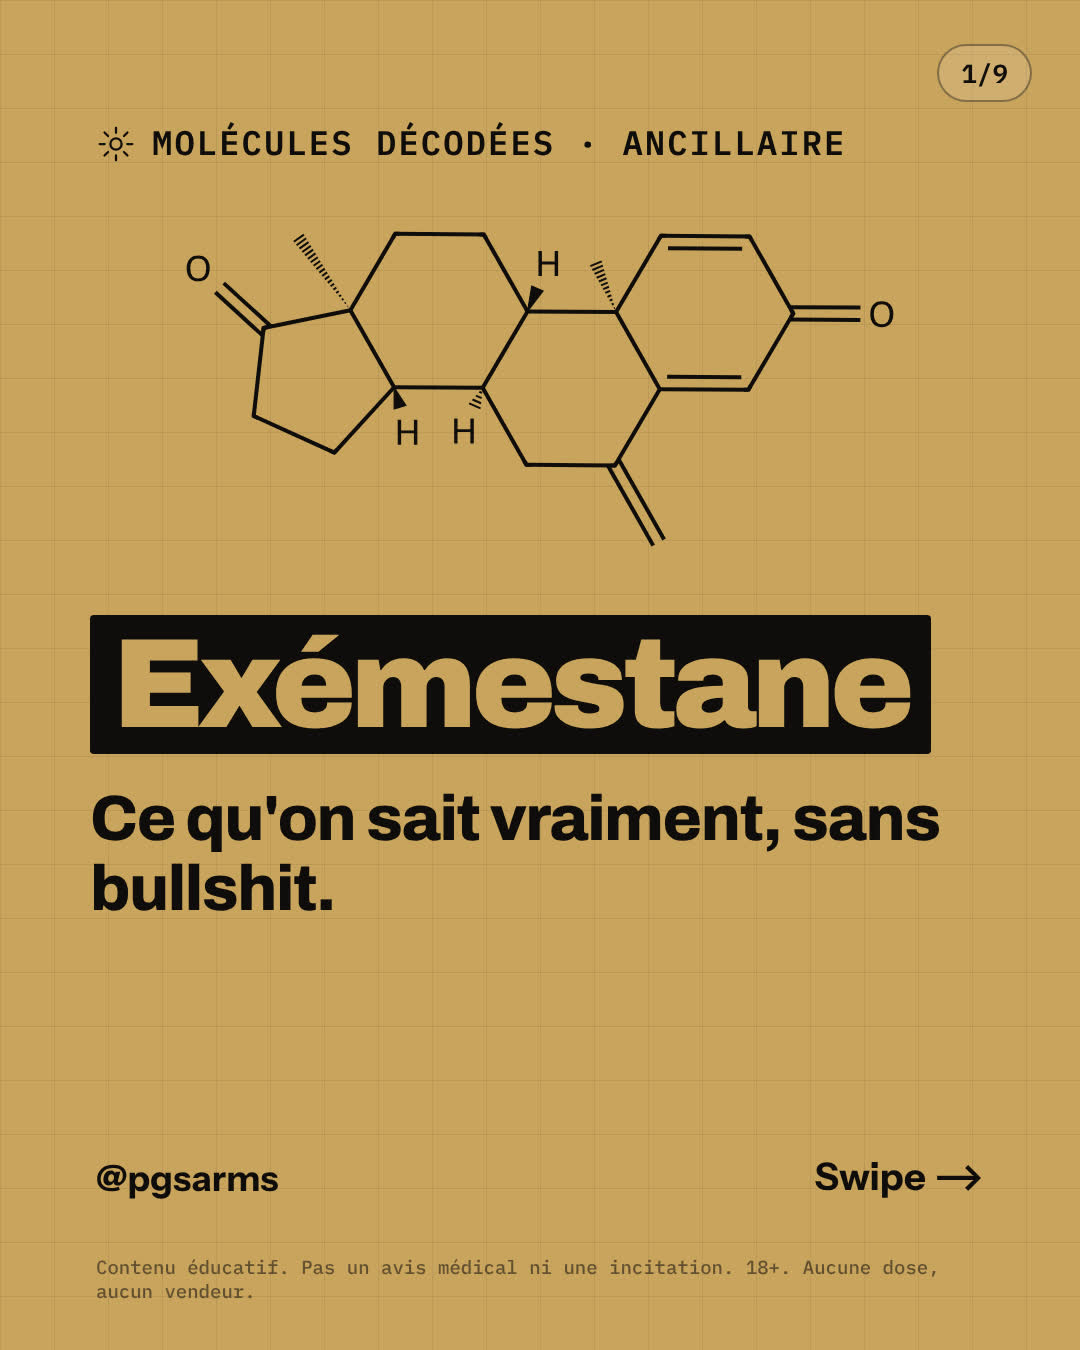 1/9
MOLÉCULES DÉCODÉES · ANCILLAIRE
O
H
O
H H
Exémestane
Ce qu'on sait vraiment, sans
bullshit.
@pgsarms
Swipe →
Contenu éducatif. Pas un avis médical ni une incitation. 18+. Aucune dose,
aucun vendeur.